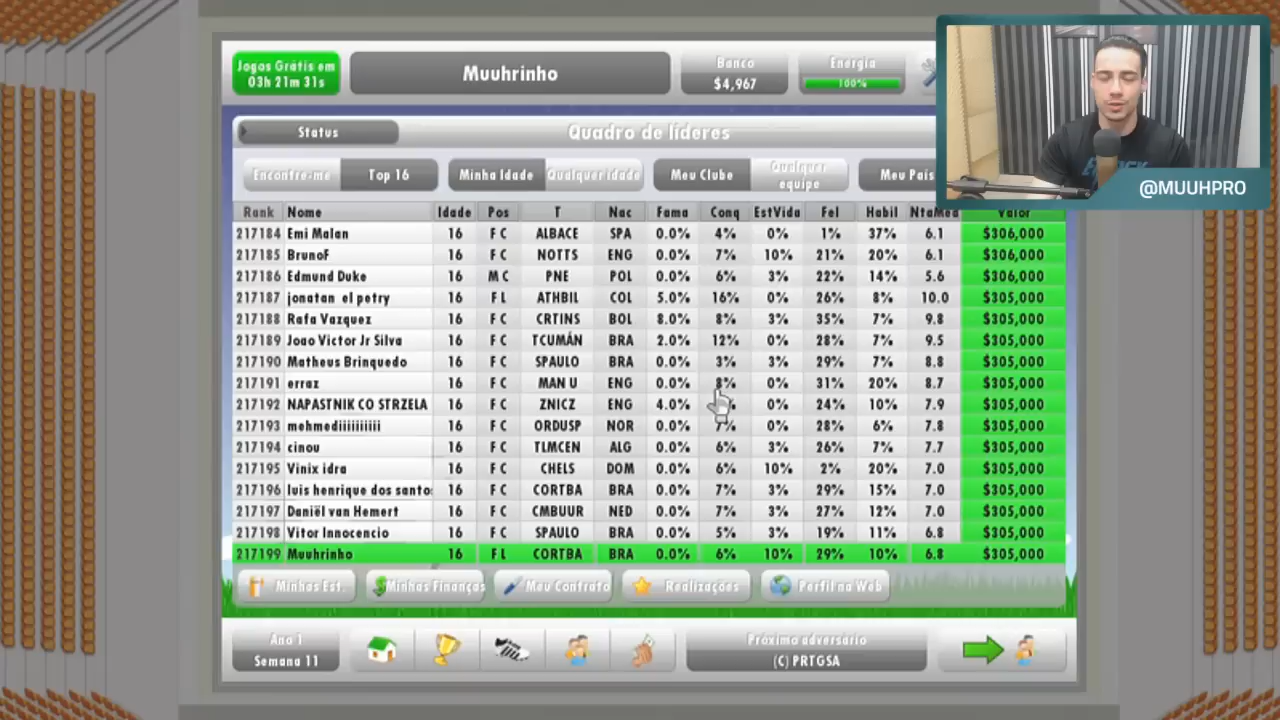 Jogos Grátis em
03h 21m 31s
Muuhrinho
Banco
$4,967
Energia
100%
@MUUHPRO
Status
Quadro de líderes
Encontre-me Top 16 Minha Idade Qualquer idade Meu Clube Qualquer equipe Meu País
Rank Nome Idade Pos T Nac Fama Conq EstVida Fel Habil NtaMed Valor
217184 Emi Malan 16 F C ALBACE SPA 0.0% 4% 0% 1% 37% 6.1 $306,000
217185 BrunoF 16 F C NOTTS ENG 0.0% 7% 10% 21% 20% 6.1 $306,000
217186 Edmund Duke 16 M C PNE POL 0.0% 6% 3% 22% 14% 5.6 $306,000
217187 jonatan el petry 16 F L ATHBIL COL 5.0% 16% 0% 26% 8% 10.0 $305,000
217188 Rafa Vazquez 16 F C CRTINS BOL 8.0% 8% 3% 35% 7% 9.8 $305,000
217189 Joao Victor Jr Silva 16 F C TCUMÁN BRA 2.0% 12% 0% 28% 7% 9.5 $305,000
217190 Matheus Brinquedo 16 F C SPAULO BRA 0.0% 3% 3% 29% 7% 8.8 $305,000
217191 erraz 16 F C MAN U ENG 0.0% 8% 0% 31% 20% 8.7 $305,000
217192 NAPASTNIK CO STRZELA 16 F C ZNICZ ENG 4.0% 0% 24% 10% 7.9 $305,000
217193 mehmediiiiiiiiii 16 F C ORDUSP NOR 0.0% 7% 0% 28% 6% 7.8 $305,000
217194 cinou 16 F C TLMCEN ALG 0.0% 6% 3% 26% 7% 7.7 $305,000
217195 Vinix idra 16 F C CHELS DOM 0.0% 6% 10% 2% 20% 7.0 $305,000
217196 luis henrique dos santo 16 F C CORTBA BRA 0.0% 7% 3% 29% 15% 7.0 $305,000
217197 Daniël van Hemert 16 F C CMBUUR NED 0.0% 7% 3% 27% 12% 7.0 $305,000
217198 Vitor Innocencio 16 F C SPAULO BRA 0.0% 5% 3% 19% 11% 6.8 $305,000
217199 Muuhrinho 16 F L CORTBA BRA 0.0% 6% 10% 29% 10% 6.8 $305,000
Minhas Est. Minhas Finanças Meu Contrato Realizações Perfil na Web
Ano 1
Semana 11
Próximo adversário
(C) PRTGSA